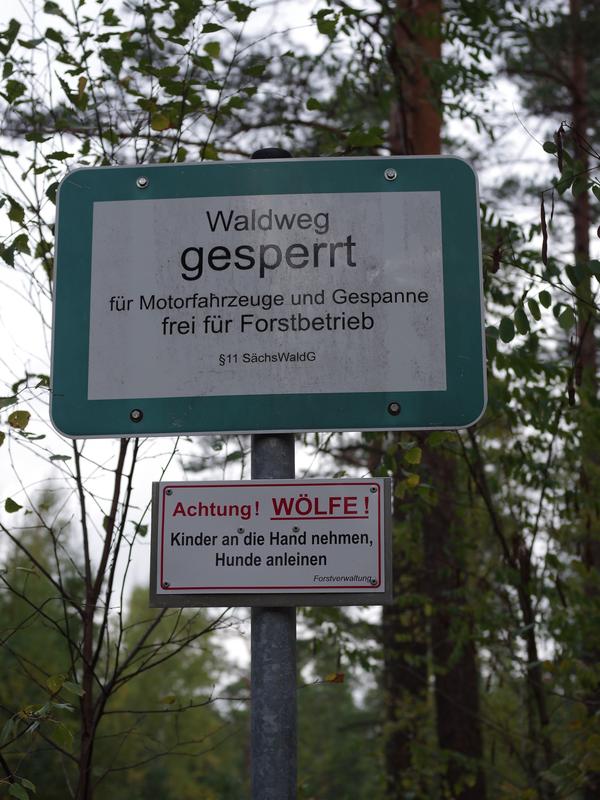 Waldweg
gesperrt
für Motorfahrzeuge und Gespanne
frei für Forstbetrieb
§11 SächsWaldG
Achtung! WÖLFE!
Kinder an die Hand nehmen,
Hunde anleinen
Forstverwaltung